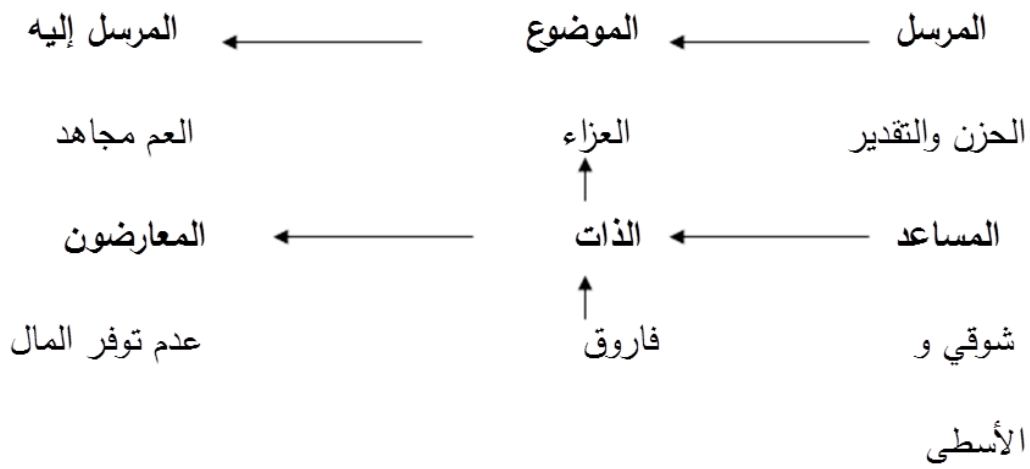 المرسل الموضوع المرسل إليه
الحزن والتقدير العزاء العم مجاهد
المساعد الذات المعارضون
شوقي و فاروق عدم توفر المال
الأسطى